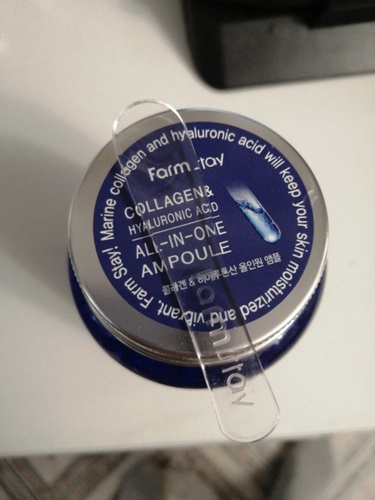 Farm Stay! Marine collagen and hyaluronic acid will keep your skin moisturized and vibrant.
Farmstay
COLLAGEN&
HYALURONIC ACID
ALL-IN-ONE
AMPOULE
콜라겐 & 히아루론산 올인원 앰플
farmstay